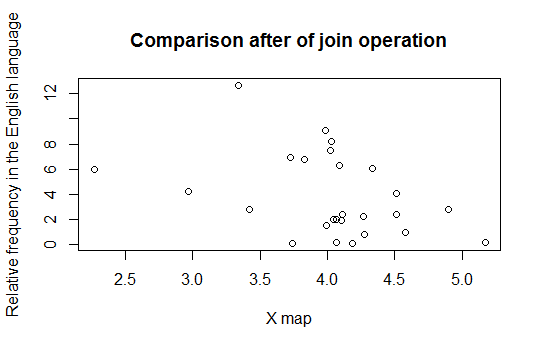 Comparison after of join operation
Relative frequency in the English language
12
8
6
4
2
0
2.5 3.0 3.5 4.0 4.5 5.0
X map